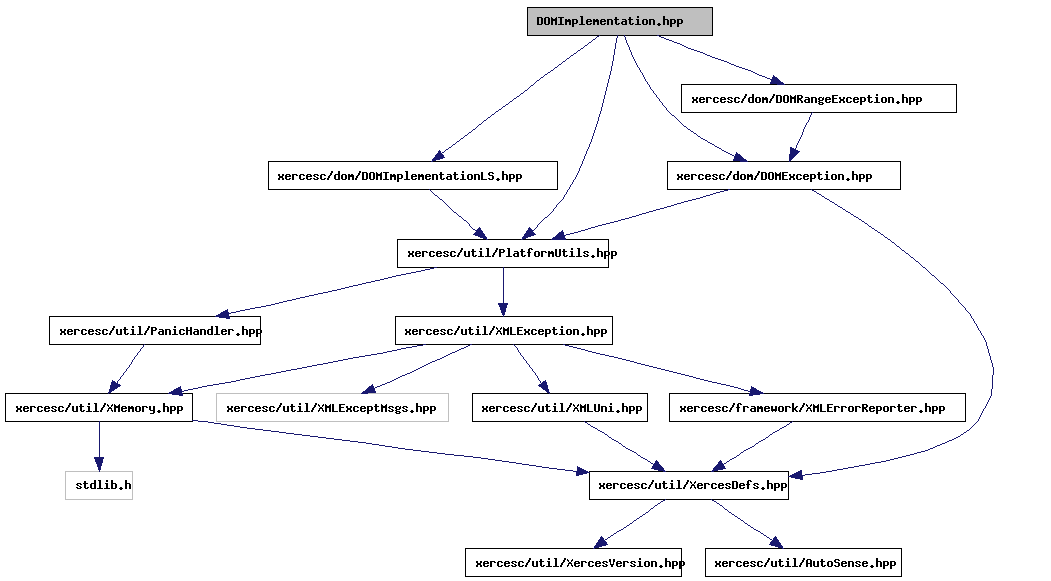 DOMImplementation.hpp
xercesc/dom/DOMRangeException.hpp
xercesc/dom/DOMImplementationLS.hpp
xercesc/dom/DOMException.hpp
xercesc/util/PlatformUtils.hpp
xercesc/util/PanicHandler.hpp
xercesc/util/XMLException.hpp
xercesc/util/XMemory.hpp
xercesc/util/XMLExceptMsgs.hpp
xercesc/util/XMLUni.hpp
xercesc/framework/XMLErrorReporter.hpp
stdlib.h
xercesc/util/XercesDefs.hpp
xercesc/util/XercesVersion.hpp
xercesc/util/AutoSense.hpp